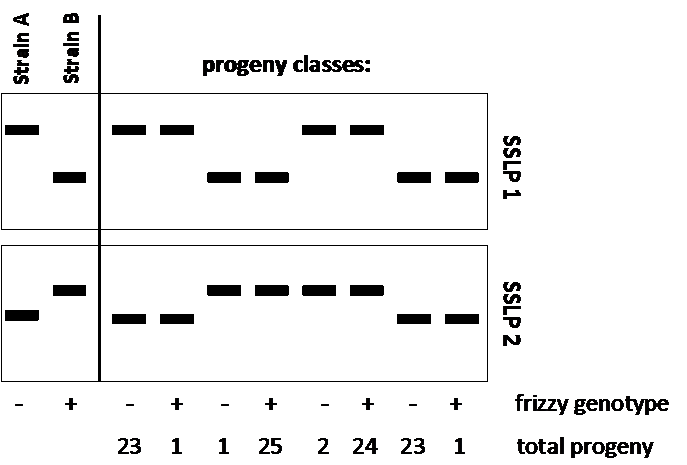 Strain A
Strain B
progeny classes:
SSLP 1
SSLP 2
- + - + - + - + - + frizzy genotype
23 1 1 25 2 24 23 1 total progeny